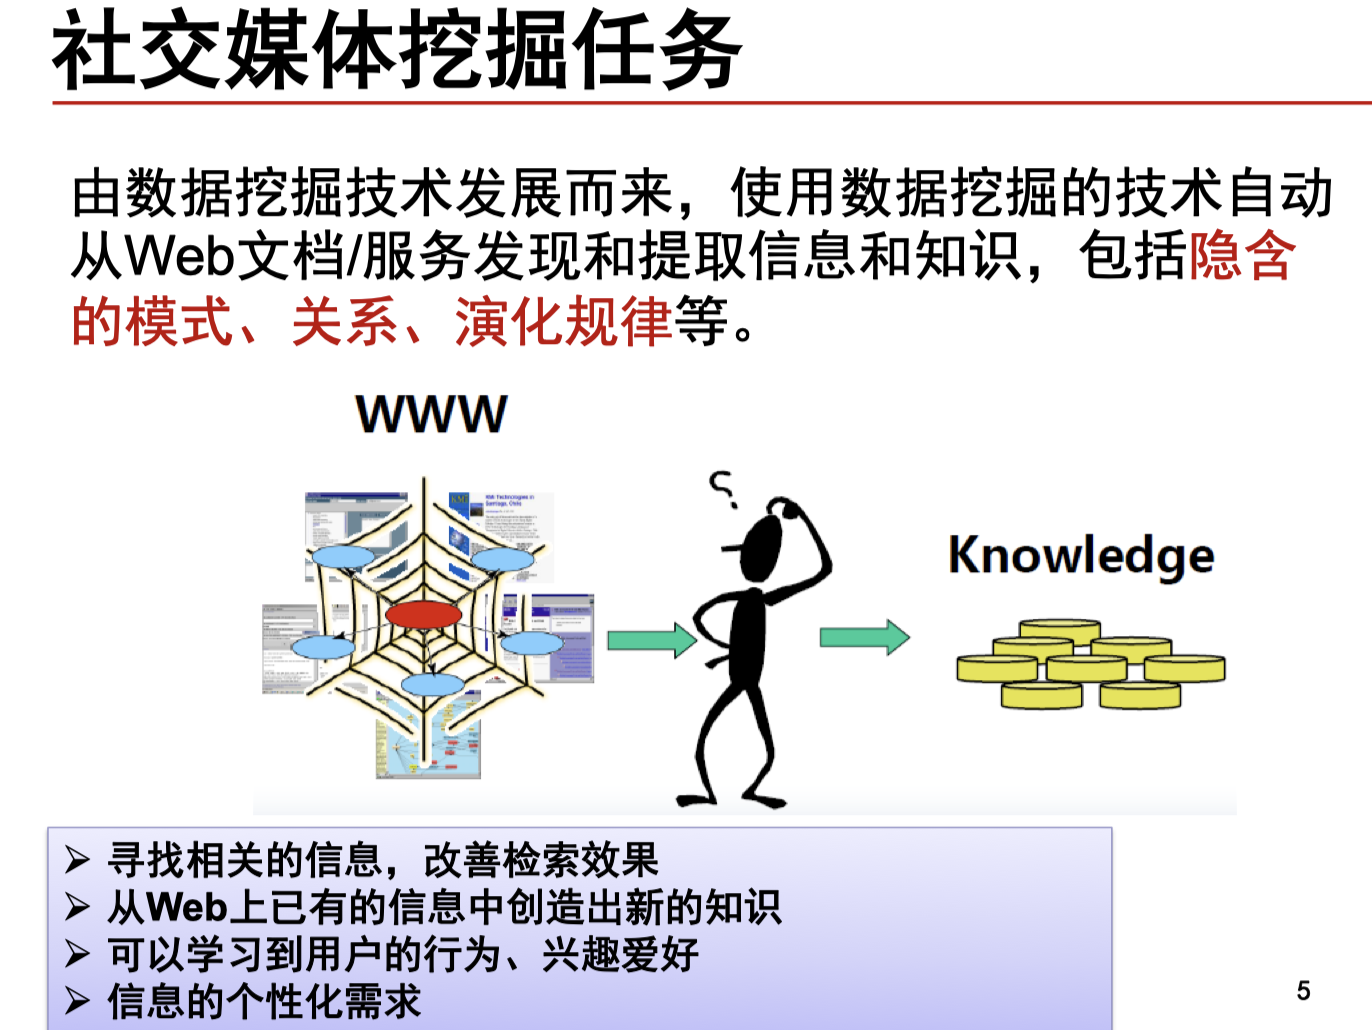 社交媒体挖掘任务
由数据挖掘技术发展而来，使用数据挖掘的技术自动
从Web文档/服务发现和提取信息和知识，包括隐含
的模式、关系、演化规律等。
WWW
KMi Technologies in
Santiago, Chile
?
Knowledge
➢ 寻找相关的信息，改善检索效果
➢ 从Web上已有的信息中创造出新的知识
➢ 可以学习到用户的行为、兴趣爱好
➢ 信息的个性化需求
5